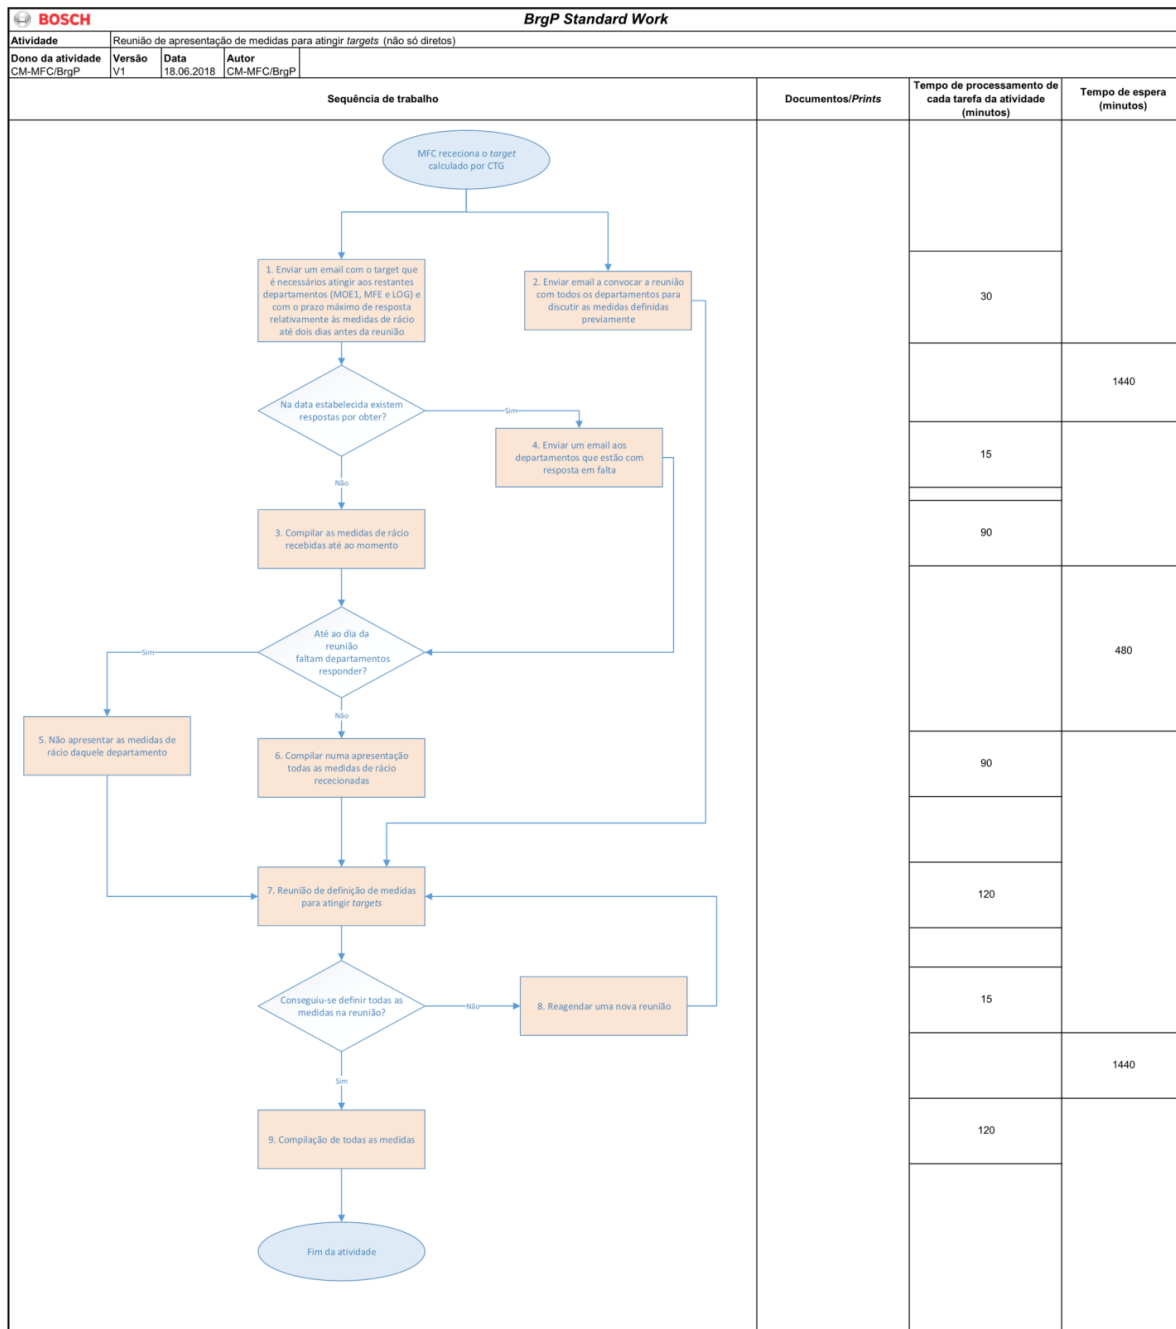 BOSCH
BrgP Standard Work
Atividade
Reunião de apresentação de medidas para atingir targets (não só diretos)
Dono da atividade
CM-MFC/BrgP
Versão
V1
Data
18.06.2018
Autor
CM-MFC/BrgP
Sequência de trabalho
Documentos/Prints
Tempo de processamento de
cada tarefa da atividade
(minutos)
Tempo de espera
(minutos)
MFC receciona o target
calculado por CTG
1. Enviar um email com o target que
é necessários atingir aos restantes
departamentos (MOE1, MFE e LOG) e
com o prazo máximo de resposta
relativamente às medidas de rácio
até dois dias antes da reunião
2. Enviar email a convocar a reunião
com todos os departamentos para
discutir as medidas definidas
previamente
30
1440
Na data estabelecida existem
respostas por obter?
Sim
4. Enviar um email aos
departamentos que estão com
resposta em falta
15
Não
3. Compilar as medidas de rácio
recebidas até ao momento
90
Até ao dia da
reunião
faltam departamentos
responder?
Sim
480
Não
5. Não apresentar as medidas de
rácio daquele departamento
6. Compilar numa apresentação
todas as medidas de rácio
rececionadas
90
7. Reunião de definição de medidas
para atingir targets
120
Conseguiu-se definir todas as
medidas na reunião?
Não
8. Reagendar uma nova reunião
15
1440
Sim
9. Compilação de todas as medidas
120
Fim da atividade